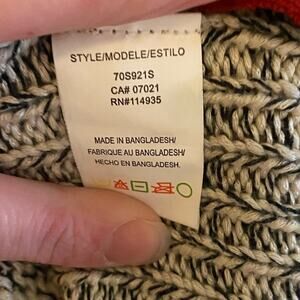 STYLE/MODELE/ESTILO
70S921S
CA# 07021
RN#114935
MADE IN BANGLADESH/
FABRIQUE AU BANGLADESH/
HECHO EN BANGLADESH.